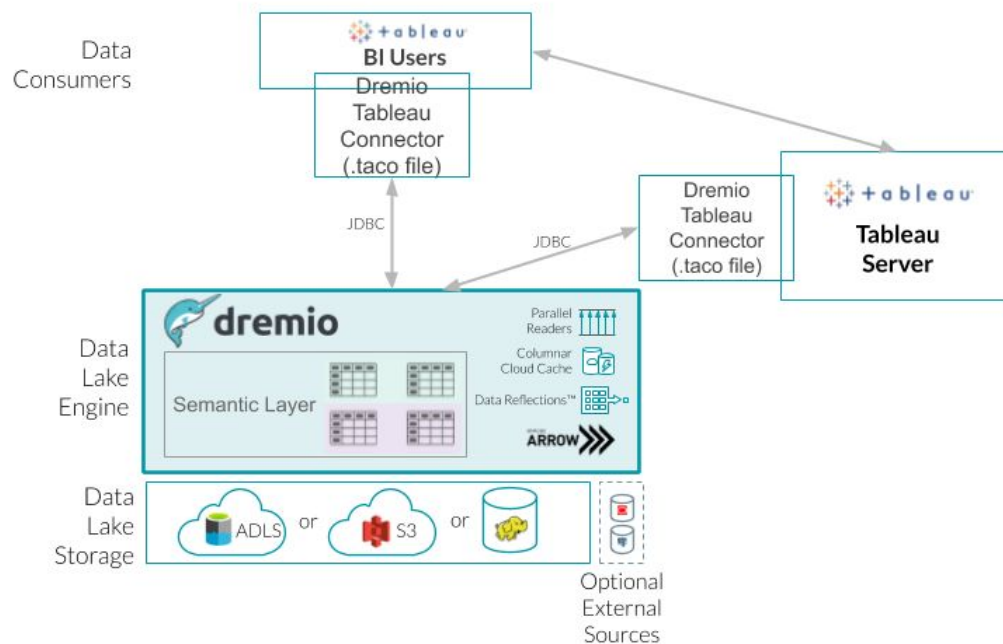 Data
Consumers
+ a b l e a u
BI Users
Dremio
Tableau
Connector
(.taco file)
JDBC
JDBC
Dremio
Tableau
Connector
(.taco file)
+ a b l e a u
Tableau
Server
Data
Lake
Engine
dremio
Semantic Layer
Parallel
Readers
Columnar
Cloud Cache
Data Reflections™
ARROW
Data
Lake
Storage
ADLS
or
S3
or
Optional
External
Sources